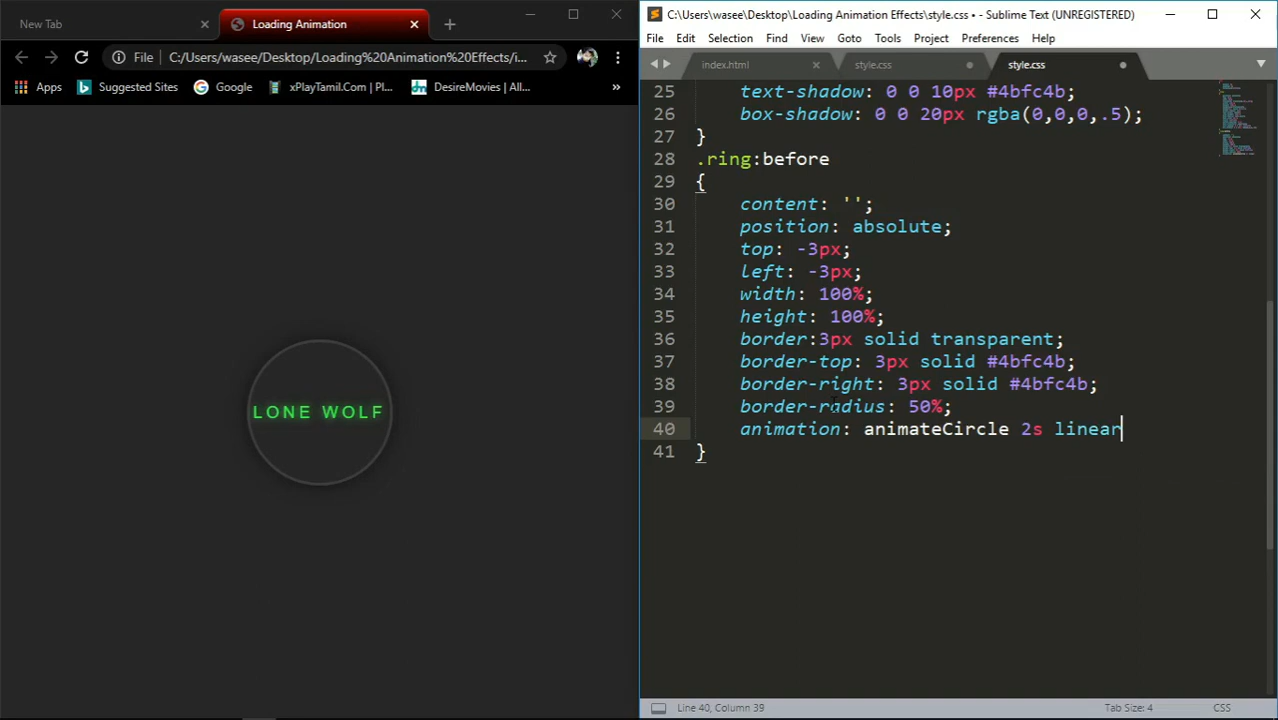 New Tab
Loading Animation
File C:/Users/wasee/Desktop/Loading%20Animation%20Effects/i...
Apps Suggested Sites Google xPlayTamil.Com | Pl... DesireMovies | All... »
LONE WOLF
C:\Users\wasee\Desktop\Loading Animation Effects\style.css • - Sublime Text (UNREGISTERED)
File Edit Selection Find View Goto Tools Project Preferences Help
index.html style.css style.css
25 text-shadow: 0 0 10px #4bfc4b;
26 box-shadow: 0 0 20px rgba(0,0,0,.5);
27 }
28 .ring:before
29 {
30 content: '';
31 position: absolute;
32 top: -3px;
33 left: -3px;
34 width: 100%;
35 height: 100%;
36 border:3px solid transparent;
37 border-top: 3px solid #4bfc4b;
38 border-right: 3px solid #4bfc4b;
39 border-radius: 50%;
40 animation: animateCircle 2s linear
41 }
Line 40, Column 39 Tab Size: 4 CSS